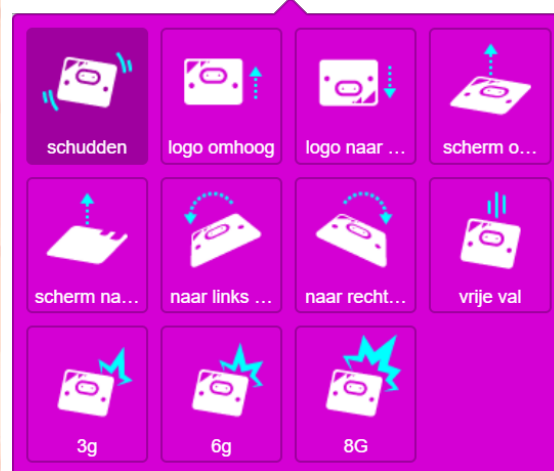 schudden
logo omhoog
logo naar ...
scherm o...
scherm na...
naar links ...
naar recht...
vrije val
3g
6g
8G